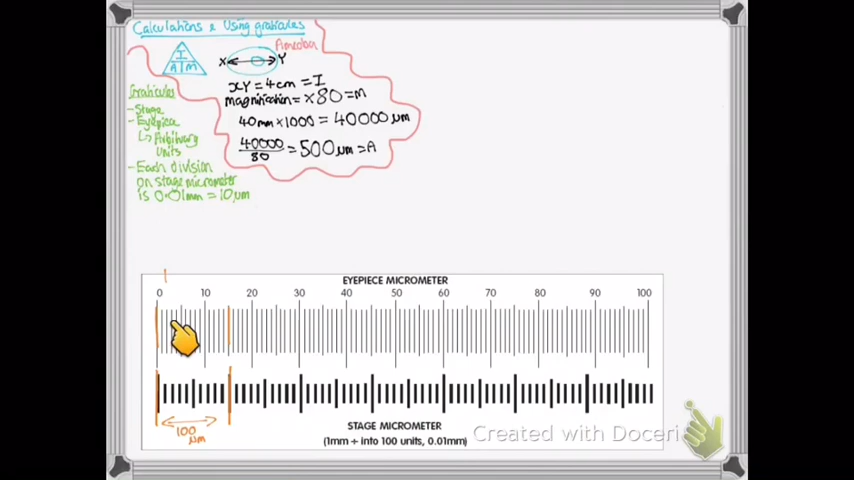 Calculations & Using graticules
I
A M
X Y
Amoeba
XY = 4cm = I
magnification = x80 = M
40mm x 1000 = 40000 µm
40000
80
= 500 µm = A
Graticules
- Stage
- Eyepiece
↳ Arbitrary
Units
- Each division
on stage micrometer
is 0.01mm = 10µm
EYEPIECE MICROMETER
0 10 20 30 40 50 60 70 80 90 100
100
µm
STAGE MICROMETER
(1mm ÷ into 100 units, 0.01mm)
Created with Doceri